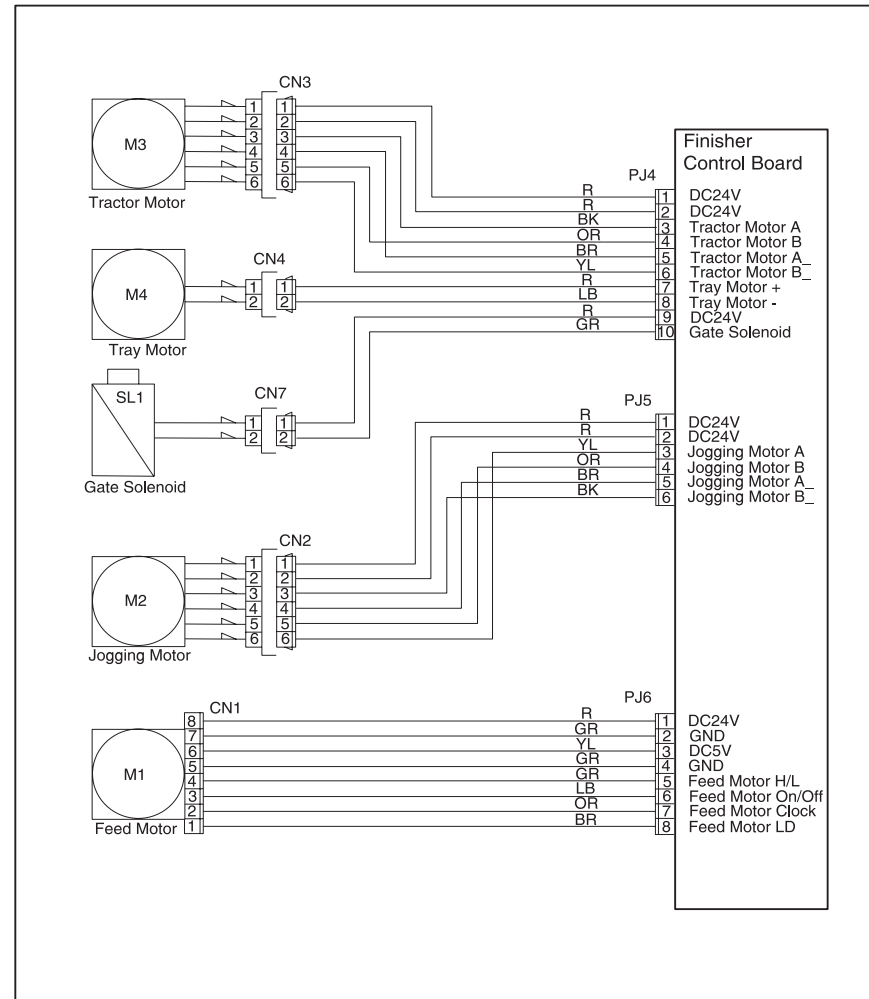 CN3
1 1
2 2
3 3
4 4
5 5
6 6
M3
Tractor Motor
CN4
1 1
2 2
M4
Tray Motor
CN7
1 1
2 2
SL1
Gate Solenoid
CN2
1 1
2 2
3 3
4 4
5 5
6 6
M2
Jogging Motor
CN1
8
7
6
5
4
3
2
1
M1
Feed Motor
Finisher
Control Board
PJ4
R 1 DC24V
R 2 DC24V
BK 3 Tractor Motor A
OR 4 Tractor Motor B
BR 5 Tractor Motor A_
YL 6 Tractor Motor B_
R 7 Tray Motor +
LB 8 Tray Motor -
R 9 DC24V
GR 10 Gate Solenoid
PJ5
R 1 DC24V
R 2 DC24V
YL 3 Jogging Motor A
OR 4 Jogging Motor B
BR 5 Jogging Motor A_
BK 6 Jogging Motor B_
PJ6
R 1 DC24V
GR 2 GND
YL 3 DC5V
GR 4 GND
GR 5 Feed Motor H/L
LB 6 Feed Motor On/Off
OR 7 Feed Motor Clock
BR 8 Feed Motor LD